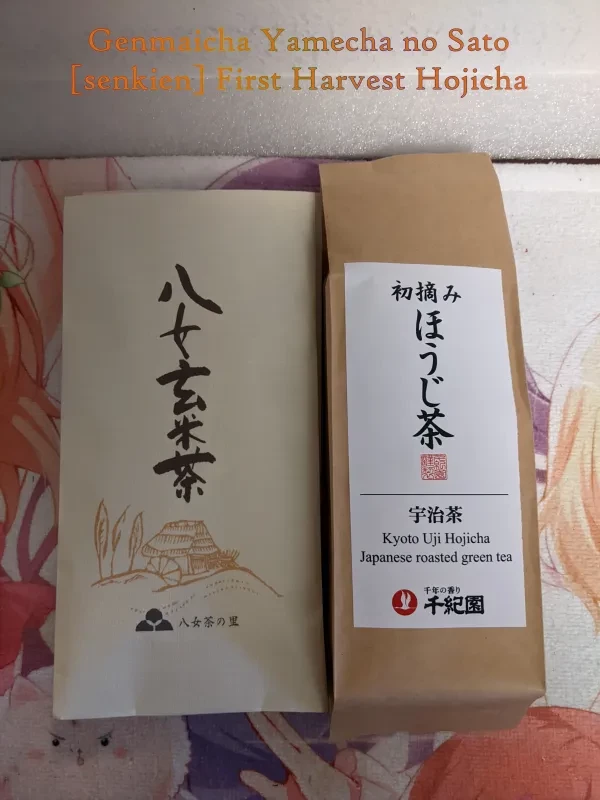 Genmaicha Yamecha no Sato
[senkien] First Harvest Hojicha
八女玄米茶
八女茶の里
初摘み
ほうじ茶
宇治茶
Kyoto Uji Hojicha
Japanese roasted green tea
千年の香り
千紀園